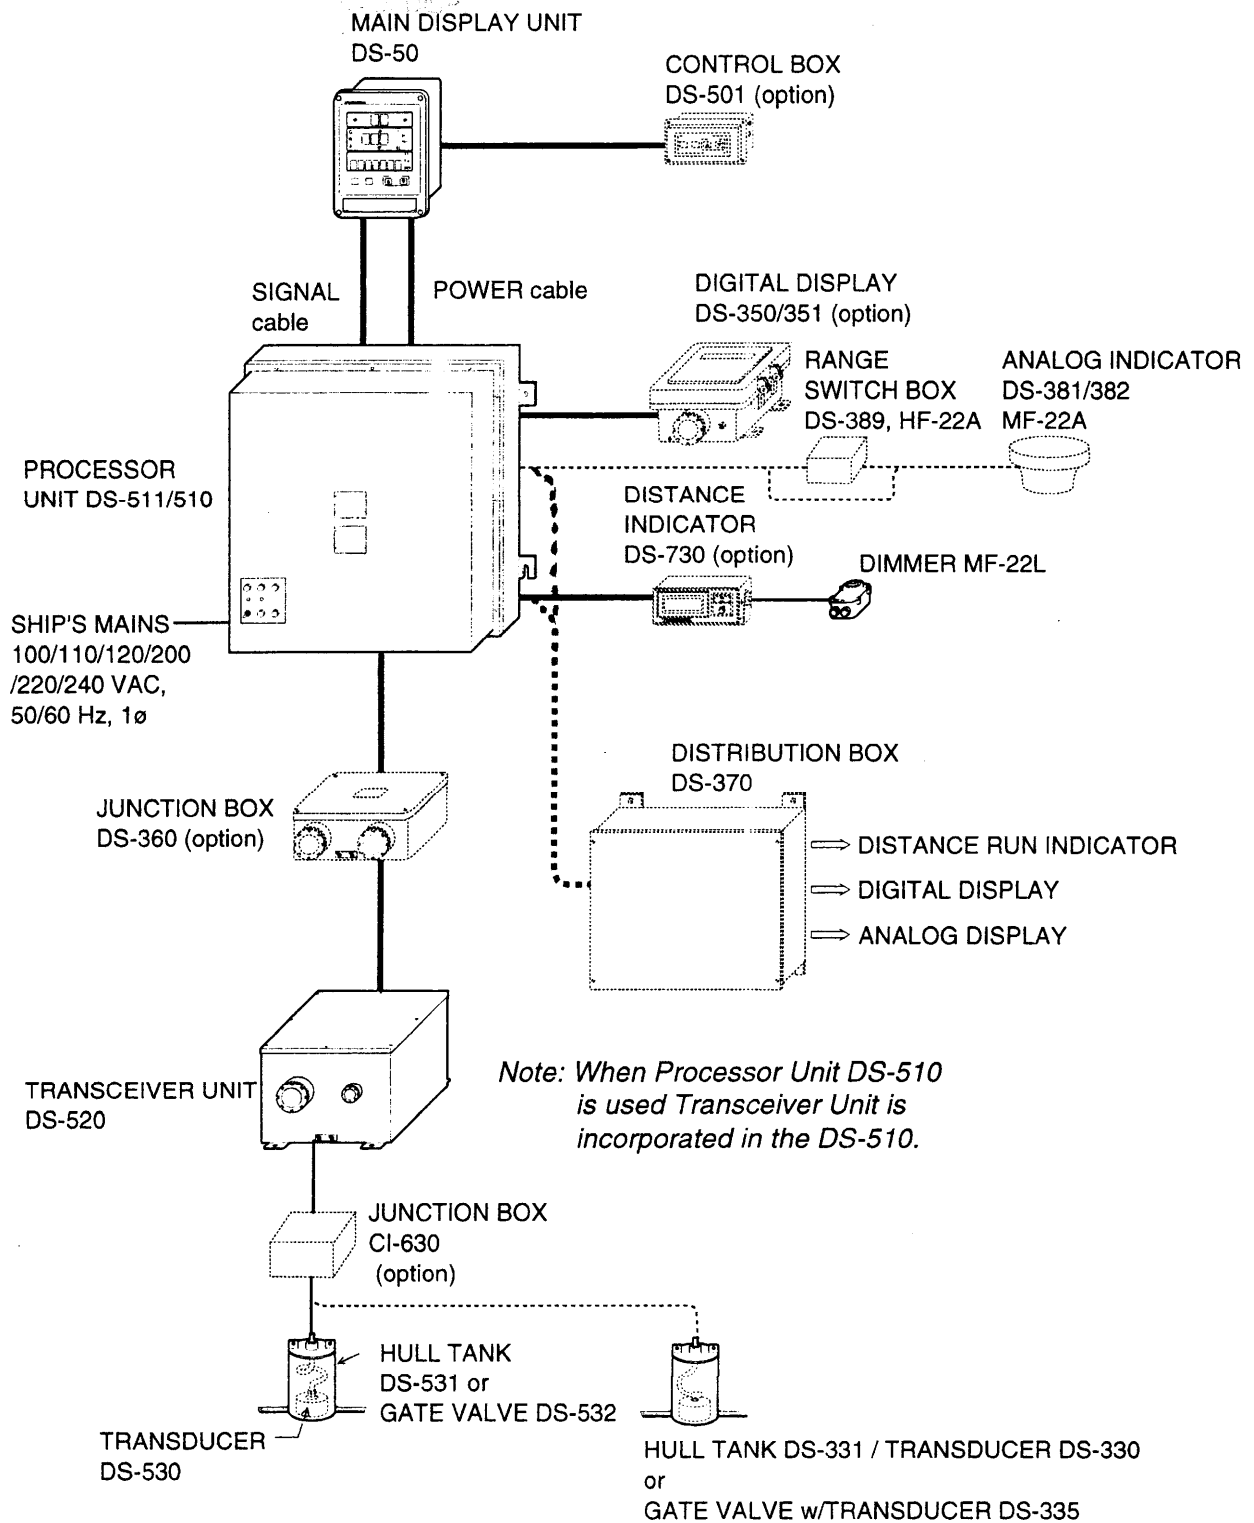 MAIN DISPLAY UNIT
DS-50
CONTROL BOX
DS-501 (option)
SIGNAL
cable
POWER cable
DIGITAL DISPLAY
DS-350/351 (option)
RANGE
SWITCH BOX
DS-389, HF-22A
ANALOG INDICATOR
DS-381/382
MF-22A
PROCESSOR
UNIT DS-511/510
DISTANCE
INDICATOR
DS-730 (option)
DIMMER MF-22L
SHIP'S MAINS
100/110/120/200
/220/240 VAC,
50/60 Hz, 1ø
DISTRIBUTION BOX
DS-370
JUNCTION BOX
DS-360 (option)
DISTANCE RUN INDICATOR
DIGITAL DISPLAY
ANALOG DISPLAY
TRANSCEIVER UNIT
DS-520
Note: When Processor Unit DS-510
is used Transceiver Unit is
incorporated in the DS-510.
JUNCTION BOX
CI-630
(option)
HULL TANK
DS-531 or
GATE VALVE DS-532
TRANSDUCER
DS-530
HULL TANK DS-331 / TRANSDUCER DS-330
or
GATE VALVE w/TRANSDUCER DS-335